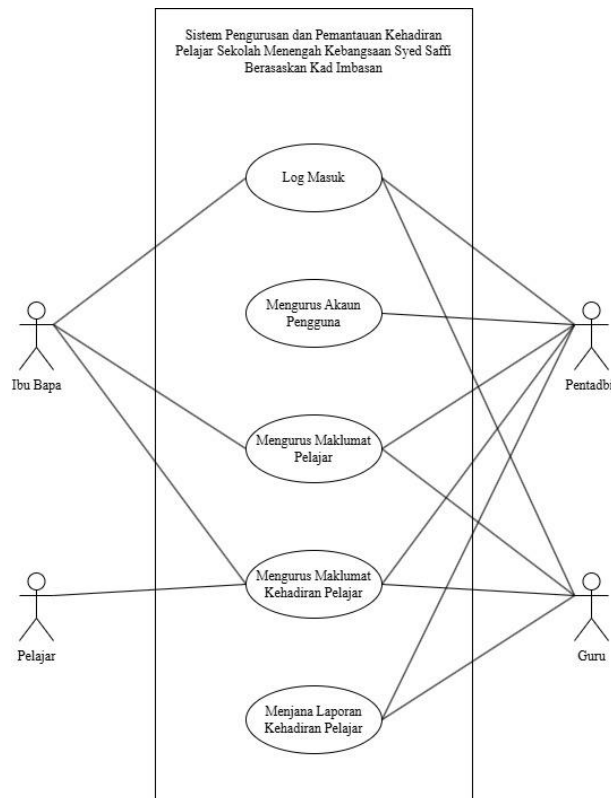 Sistem Pengurusan dan Pemantauan Kehadiran
Pelajar Sekolah Menengah Kebangsaan Syed Saffi
Berasaskan Kad Imbasan
Log Masuk
Mengurus Akaun
Pengguna
Ibu Bapa
Pentadbi
Mengurus Maklumat
Pelajar
Mengurus Maklumat
Kehadiran Pelajar
Pelajar
Guru
Menjana Laporan
Kehadiran Pelajar